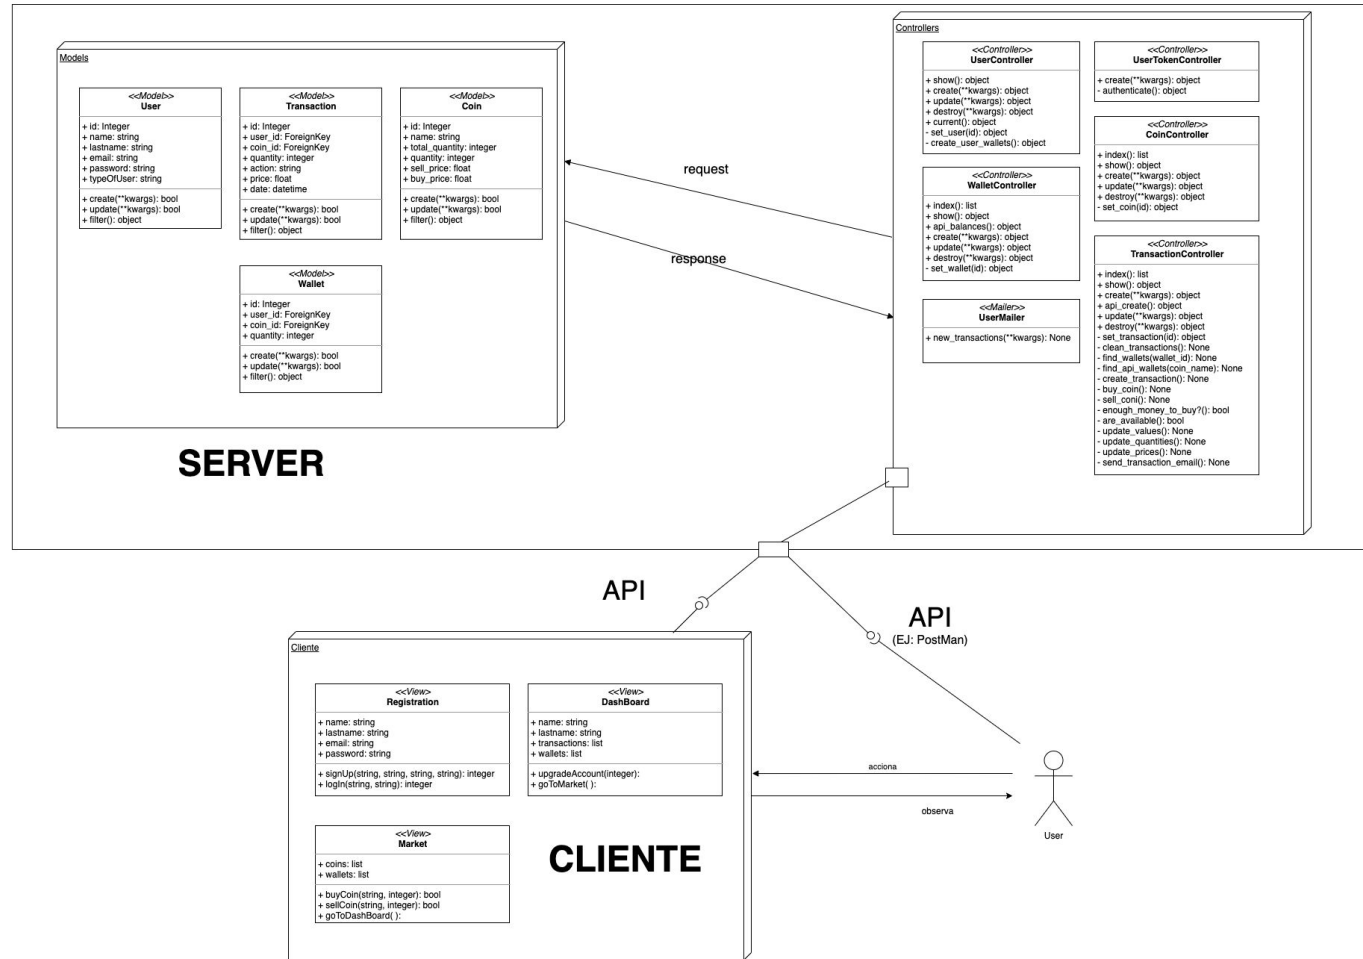 Models
<<Model>>
User
+ id: Integer
+ name: string
+ lastname: string
+ email: string
+ password: string
+ typeOfUser: string
+ create(**kwargs): bool
+ update(**kwargs): bool
+ filter(): object
<<Model>>
Transaction
+ id: Integer
+ user_id: ForeignKey
+ coin_id: ForeignKey
+ quantity: integer
+ action: string
+ price: float
+ date: datetime
+ create(**kwargs): bool
+ update(**kwargs): bool
+ filter(): object
<<Model>>
Coin
+ id: Integer
+ name: string
+ total_quantity: integer
+ quantity: integer
+ sell_price: float
+ buy_price: float
+ create(**kwargs): bool
+ update(**kwargs): bool
+ filter(): object
<<Model>>
Wallet
+ id: Integer
+ user_id: ForeignKey
+ coin_id: ForeignKey
+ quantity: integer
+ create(**kwargs): bool
+ update(**kwargs): bool
+ filter(): object
SERVER
request
response
Controllers
<<Controller>>
UserController
+ show(): object
+ create(**kwargs): object
+ update(**kwargs): object
+ destroy(**kwargs): object
+ current(): object
- set_user(id): object
- create_user_wallets(): object
<<Controller>>
WalletController
+ index(): list
+ show(): object
+ api_balances(): object
+ create(**kwargs): object
+ update(**kwargs): object
+ destroy(**kwargs): object
- set_wallet(id): object
<<Mailer>>
UserMailer
+ new_transactions(**kwargs): None
<<Controller>>
UserTokenController
+ create(**kwargs): object
- authenticate(): object
<<Controller>>
CoinController
+ index(): list
+ show(): object
+ create(**kwargs): object
+ update(**kwargs): object
+ destroy(**kwargs): object
- set_coin(id): object
<<Controller>>
TransactionController
+ index(): list
+ show(): object
+ create(**kwargs): object
+ api_create(): object
+ update(**kwargs): object
+ destroy(**kwargs): object
- set_transaction(id): object
- clean_transactions(): None
- find_wallets(wallet_id): None
- find_api_wallets(coin_name): None
- create_transaction(): None
- buy_coin(): None
- sell_coni(): None
- enough_money_to_buy?(): bool
- are_available(): bool
- update_values(): None
- update_quantities(): None
- update_prices(): None
- send_transaction_email(): None
API
API
(EJ: PostMan)
Cliente
<<View>>
Registration
+ name: string
+ lastname: string
+ email: string
+ password: string
+ signUp(string, string, string, string): integer
+ logIn(string, string): integer
<<View>>
DashBoard
+ name: string
+ lastname: string
+ transactions: list
+ wallets: list
+ upgradeAccount(integer):
+ goToMarket( ):
<<View>>
Market
+ coins: list
+ wallets: list
+ buyCoin(string, integer): bool
+ sellCoin(string, integer): bool
+ goToDashBoard( ):
CLIENTE
acciona
observa
User